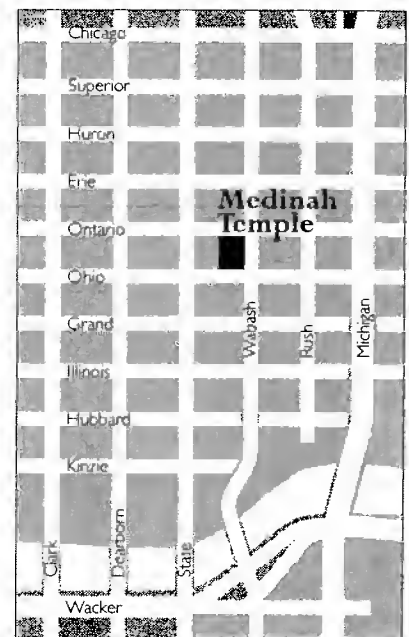 Chicago
Superior
Huron
Erie
Medinah
Temple
Ontario
Ohio
Grand
Wabash
Rush
Michigan
Illinois
Hubbard
Kinzie
Clark
Dearborn
State
Wacker